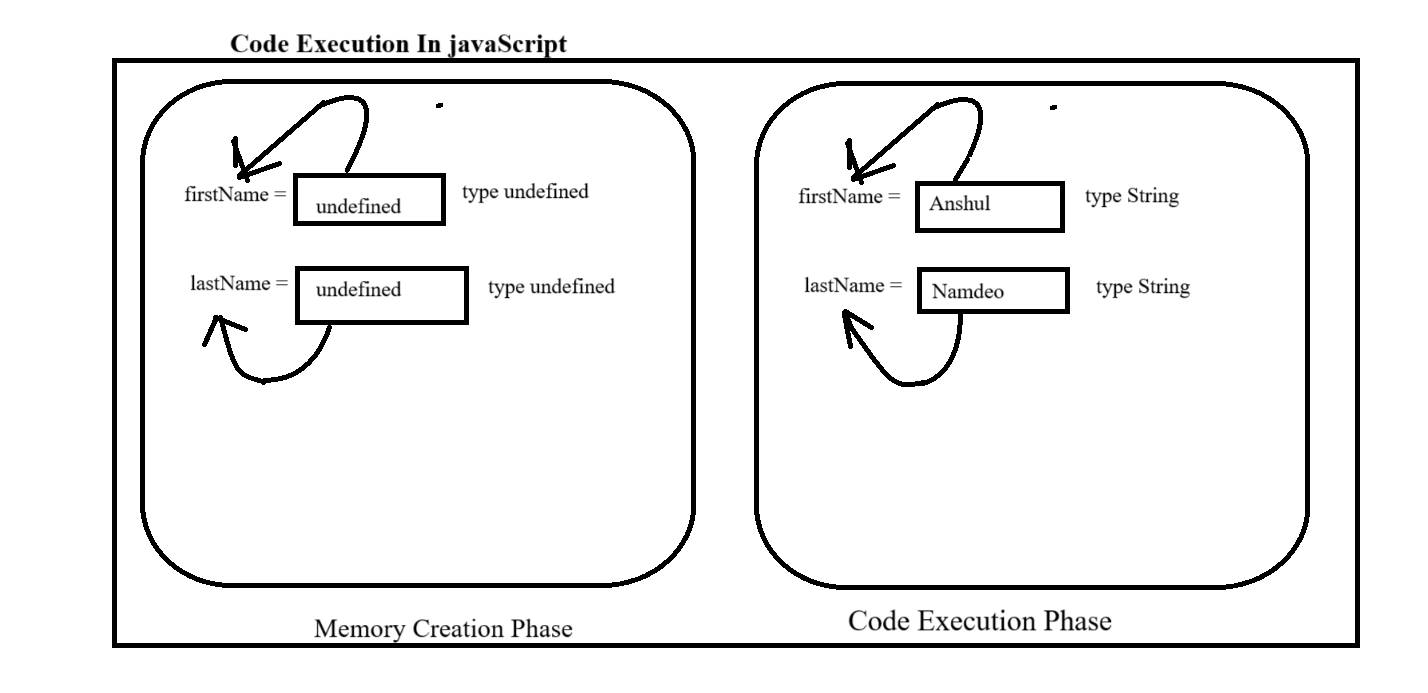 Code Execution In javaScript
firstName = undefined type undefined
lastName = undefined type undefined
Memory Creation Phase
firstName = Anshul type String
lastName = Namdeo type String
Code Execution Phase